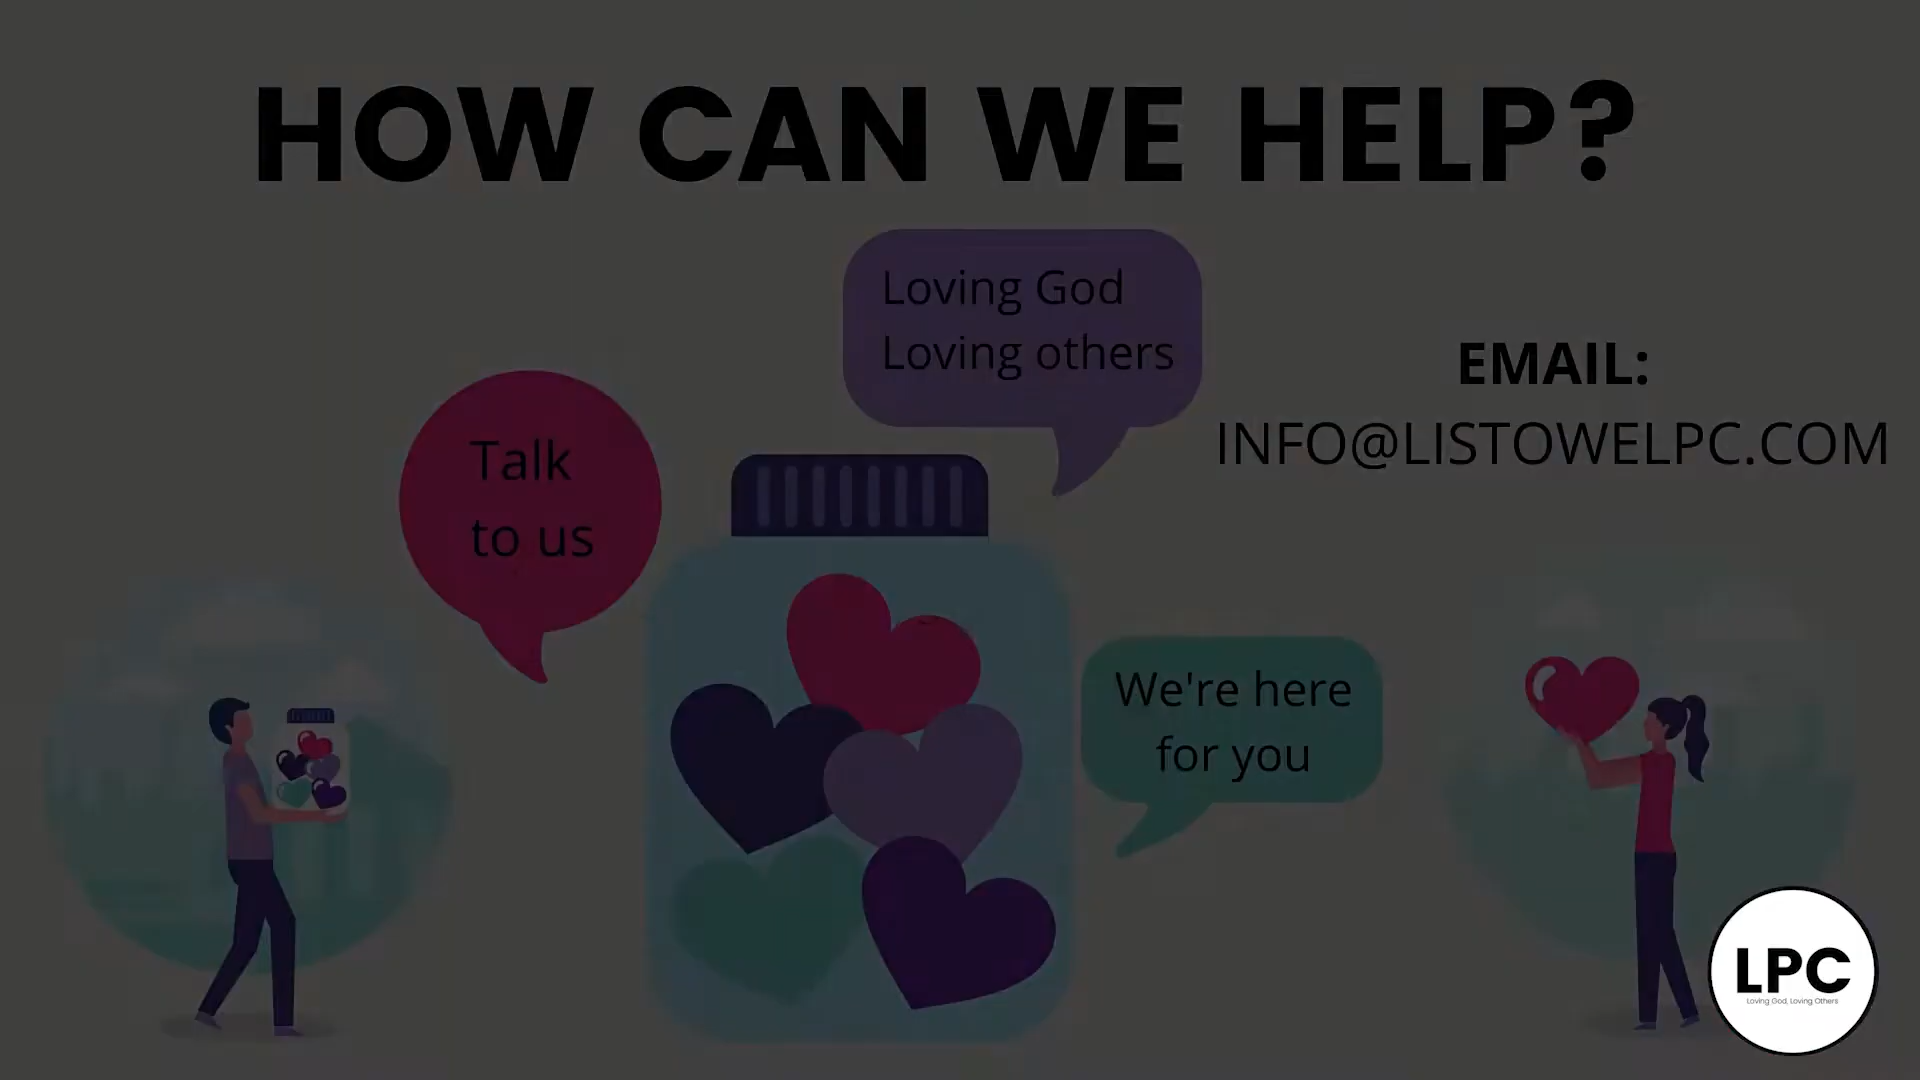 HOW CAN WE HELP?
Loving God
Loving others
EMAIL:
INFO@LISTOWELPC.COM
Talk
to us
We're here
for you
LPC
Loving God, Loving Others